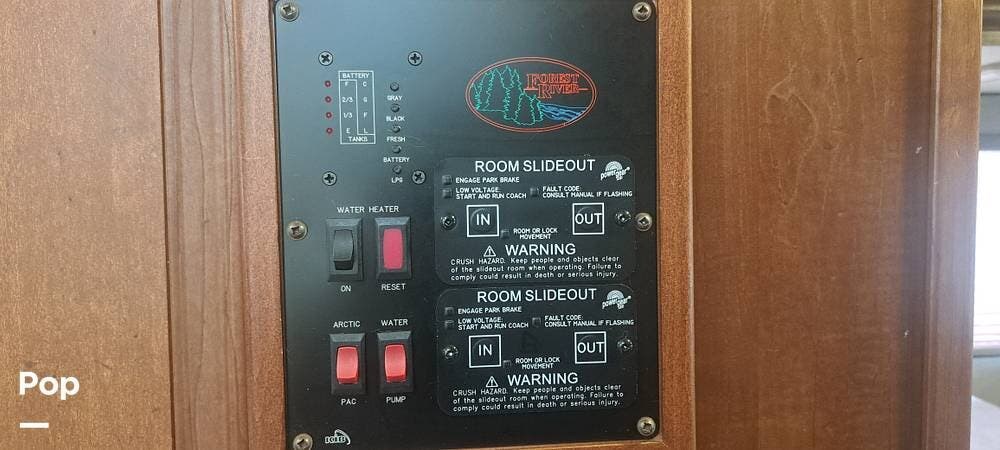 BATTERY
F C
2/3 G
1/3 F
E L
TANKS
GRAY
BLACK
FRESH
BATTERY
LPG
FOREST
RIVER
WATER HEATER
ON
RESET
ARCTIC
WATER
PAC
PUMP
KIB
ROOM SLIDEOUT
powergear
ENGAGE PARK BRAKE
LOW VOLTAGE:
START AND RUN COACH
FAULT CODE:
CONSULT MANUAL IF FLASHING
IN
OUT
ROOM OR LOCK
MOVEMENT
WARNING
CRUSH HAZARD. Keep people and objects clear
of the slideout room when operating. Failure to
comply could result in death or serious injury.
ROOM SLIDEOUT
powergear
ENGAGE PARK BRAKE
LOW VOLTAGE:
START AND RUN COACH
FAULT CODE:
CONSULT MANUAL IF FLASHING
IN
OUT
ROOM OR LOCK
MOVEMENT
WARNING
CRUSH HAZARD. Keep people and objects clear
of the slideout room when operating. Failure to
comply could result in death or serious injury.
Pop